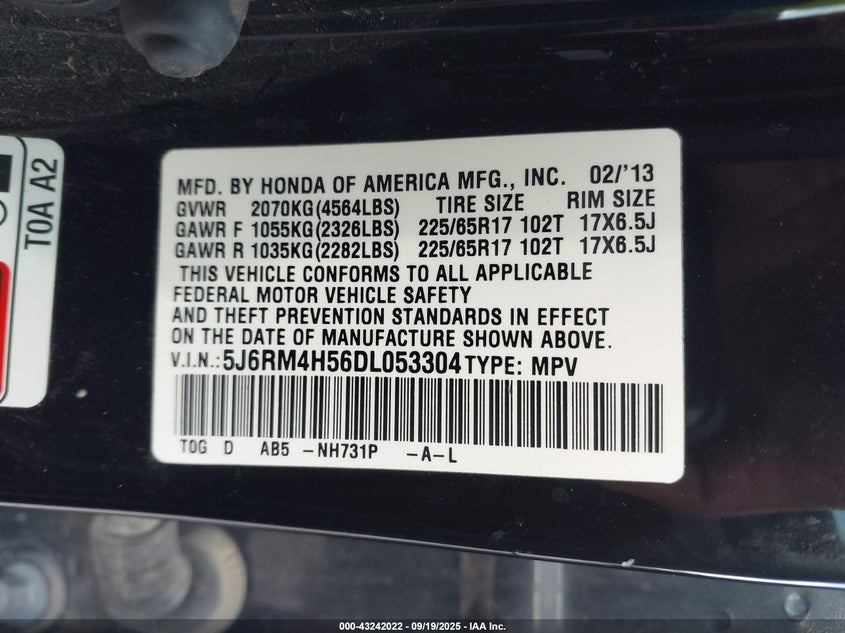 T0A A2
MFD. BY HONDA OF AMERICA MFG., INC. 02/'13
GVWR 2070KG(4564LBS) TIRE SIZE RIM SIZE
GAWR F 1055KG(2326LBS) 225/65R17 102T 17X6.5J
GAWR R 1035KG(2282LBS) 225/65R17 102T 17X6.5J
THIS VEHICLE CONFORMS TO ALL APPLICABLE
FEDERAL MOTOR VEHICLE SAFETY
AND THEFT PREVENTION STANDARDS IN EFFECT
ON THE DATE OF MANUFACTURE SHOWN ABOVE.
V.I.N.:5J6RM4H56DL053304 TYPE: MPV
T0G D AB5 -NH731P -A-L
000-43242022 - 09/19/2025 - IAA Inc.